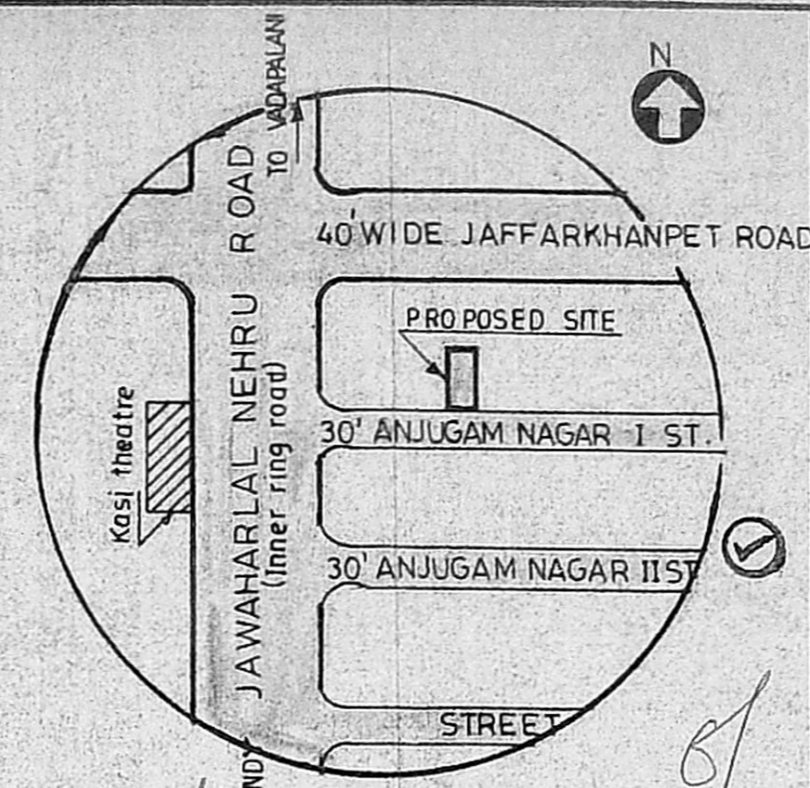 N
TO VADAPALANI
JAWAHARLAL NEHRU ROAD
(Inner ring road)
40' WIDE JAFFARKHANPET ROAD
PROPOSED SITE
30' ANJUGAM NAGAR I ST.
Kasi theatre
30' ANJUGAM NAGAR II ST
STREET